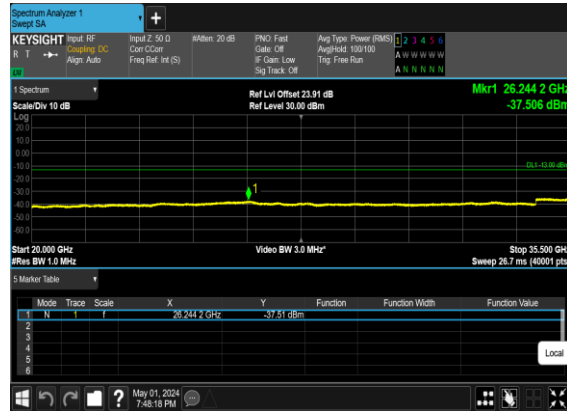 Spectrum Analyzer 1
Swept SA
+
KEYSIGHT
R T
LXI
Input: RF
Coupling: DC
Align: Auto
Input Z: 50 Ω
Corr CCorr
Freq Ref: Int (S)
#Atten: 20 dB
PNO: Fast
Gate: Off
IF Gain: Low
Sig Track: Off
Avg Type: Power (RMS)
Avg|Hold: 100/100
Trig: Free Run
1 2 3 4 5 6
A W W W W W
A N N N N N
1 Spectrum
Scale/Div 10 dB
Ref Lvl Offset 23.91 dB
Ref Level 30.00 dBm
Mkr1 26.244 2 GHz
-37.506 dBm
Log
20.0
10.0
0.00
-10.0
-20.0
-30.0
-40.0
-50.0
-60.0
DL1 -13.00 dBm
1
Start 20.000 GHz
#Res BW 1.0 MHz
Video BW 3.0 MHz*
Stop 35.500 GHz
Sweep 26.7 ms (40001 pts
5 Marker Table
Mode Trace Scale X Y Function Function Width Function Value
1 N 1 f 26.244 2 GHz -37.51 dBm
2
3
4
5
6
Local
?
May 01, 2024
7:48:18 PM